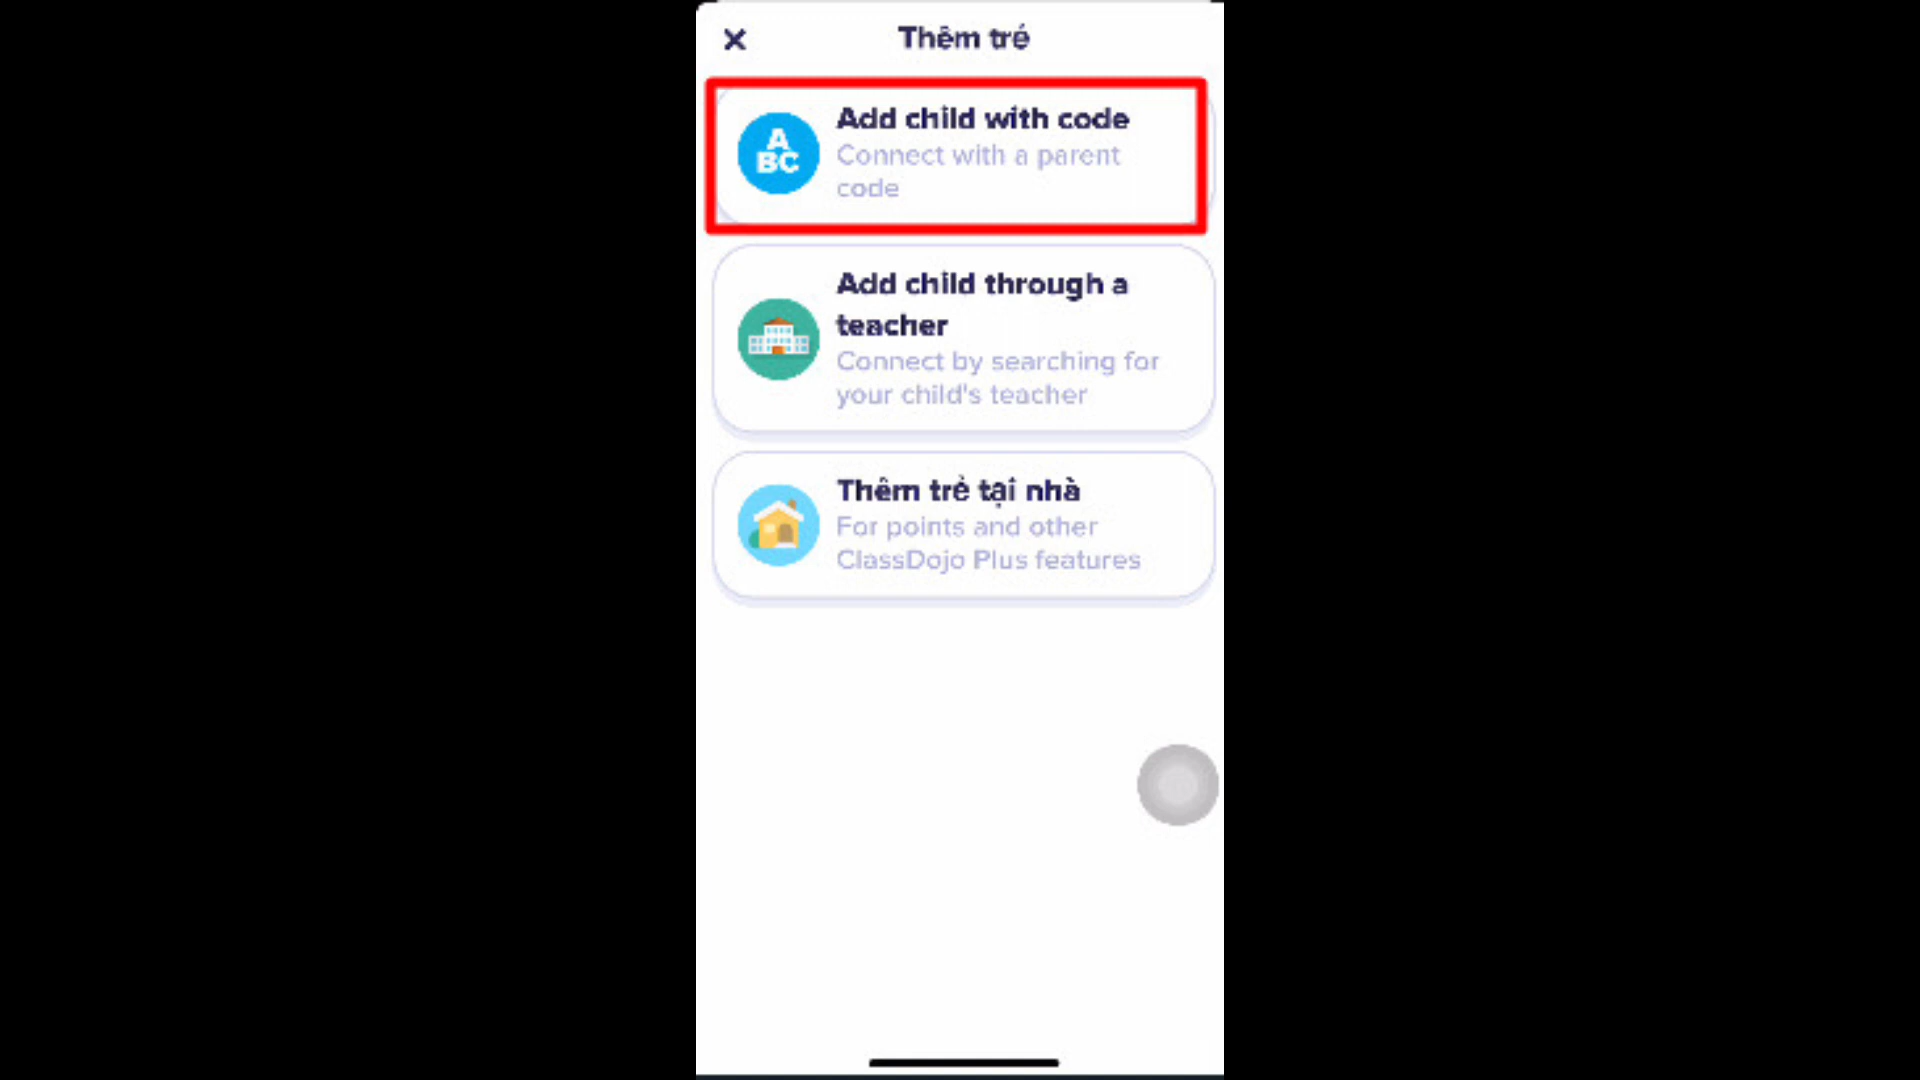 Thêm trẻ
Add child with code
A
BC
Connect with a parent
code
Add child through a
teacher
Connect by searching for
your child's teacher
Thêm trẻ tại nhà
For points and other
ClassDojo Plus features